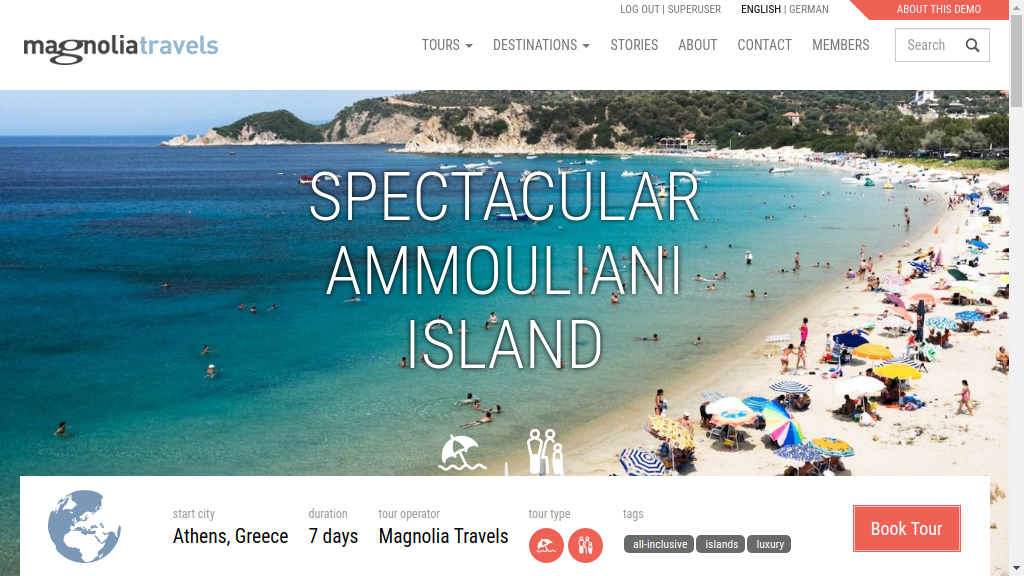 LOG OUT | SUPERUSER ENGLISH | GERMAN ABOUT THIS DEMO
magnoliatravels TOURS DESTINATIONS STORIES ABOUT CONTACT MEMBERS Search
SPECTACULAR
AMMOULIANI
ISLAND
start city duration tour operator tour type tags
Athens, Greece 7 days Magnolia Travels all-inclusive islands luxury Book Tour